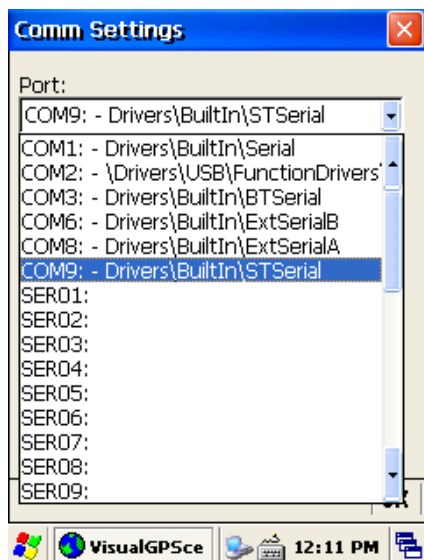 Comm Settings
Port:
COM9: - Drivers\BuiltIn\STSerial
COM1: - Drivers\BuiltIn\Serial
COM2: - \Drivers\USB\FunctionDrivers\
COM3: - Drivers\BuiltIn\BTSerial
COM6: - Drivers\BuiltIn\ExtSerialB
COM8: - Drivers\BuiltIn\ExtSerialA
COM9: - Drivers\BuiltIn\STSerial
SER01:
SER02:
SER03:
SER04:
SER05:
SER06:
SER07:
SER08:
SER09:
VisualGPSce 12:11 PM